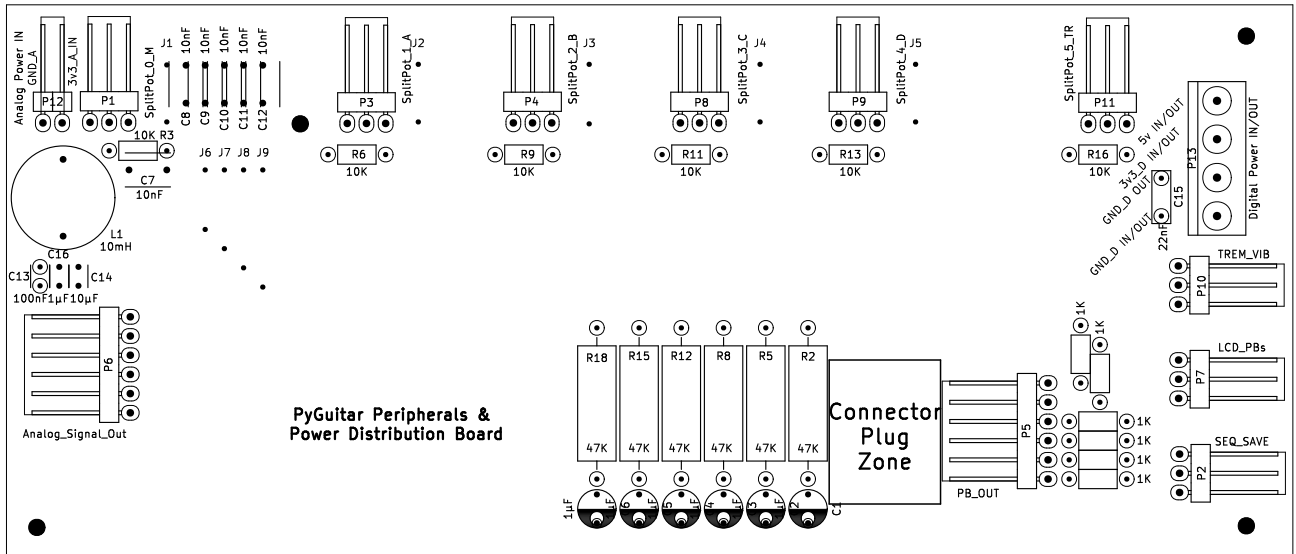 Analog Power IN
GND_A
3v3_A_IN
P12
P1
SplitPot_0_M
J1
10nF
10nF
10nF
10nF
10nF
C8
C9
C10
C11
C12
P3
SplitPot_1_A
J2
P4
SplitPot_2_B
J3
P8
SplitPot_3_C
J4
P9
SplitPot_4_D
J5
SplitPot_5_TR
P11
10K R3
C7
10nF
J6
J7
J8
J9
R6
10K
R9
10K
R11
10K
R13
10K
R16
10K
5v IN/OUT
3v3_D IN/OUT
GND_D OUT
GND_D IN/OUT
P13
Digital Power IN/OUT
C15
22nF
L1
10mH
C16
C13
C14
100nF
1µF
10µF
P6
Analog_Signal_Out
TREM_VIB
P10
LCD_PBs
P7
SEQ_SAVE
P2
R18
R15
R12
R8
R5
R2
47K
47K
47K
47K
47K
47K
PyGuitar Peripherals &
Power Distribution Board
Connector
Plug
Zone
P5
PB_OUT
1K
1K
1K
1K
1K
1K
1µF
C1